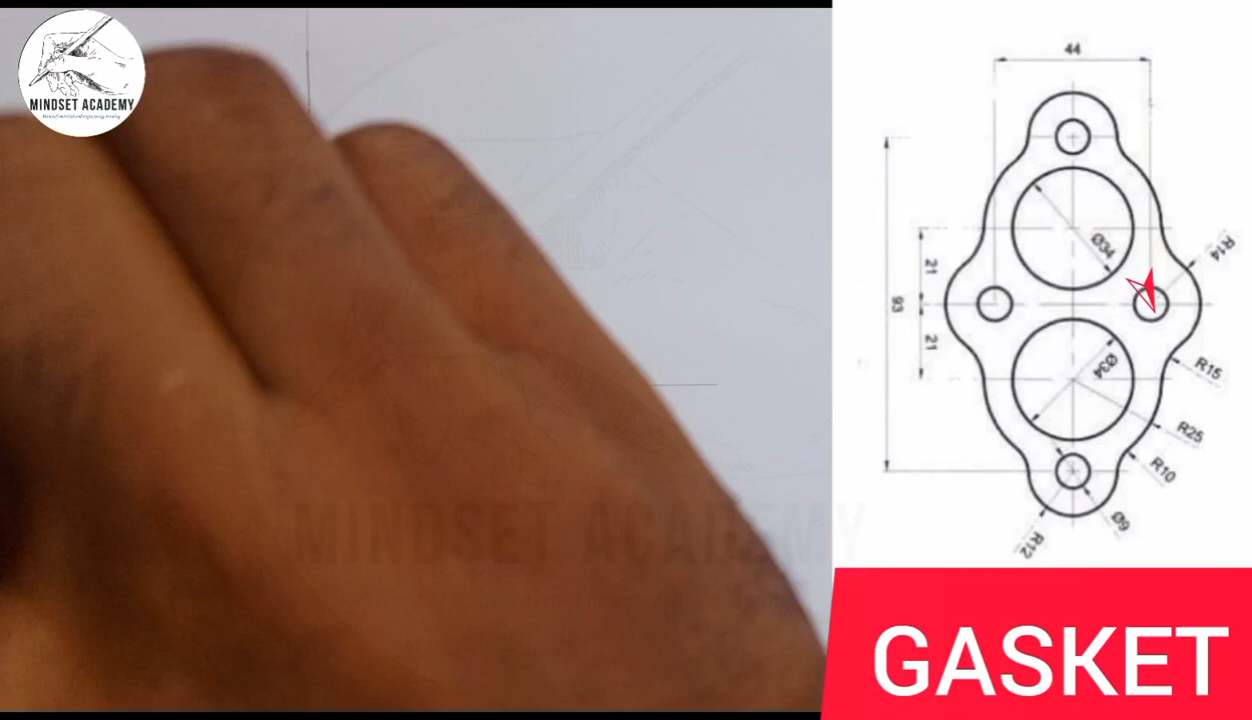 MINDSET ACADEMY
44
Ø34
R14
21
93
21
Ø34
R15
R25
R10
Ø9
R12
MINDSET ACADEMY
GASKET